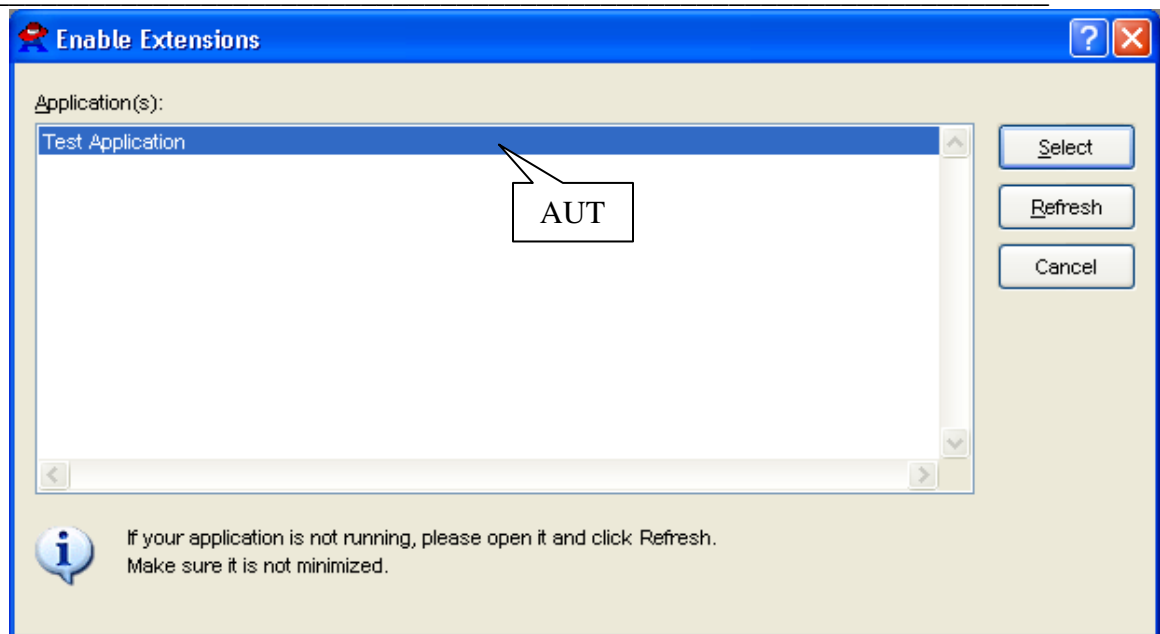 Enable Extensions
Application(s):
Test Application
Select
AUT
Refresh
Cancel
If your application is not running, please open it and click Refresh.
Make sure it is not minimized.